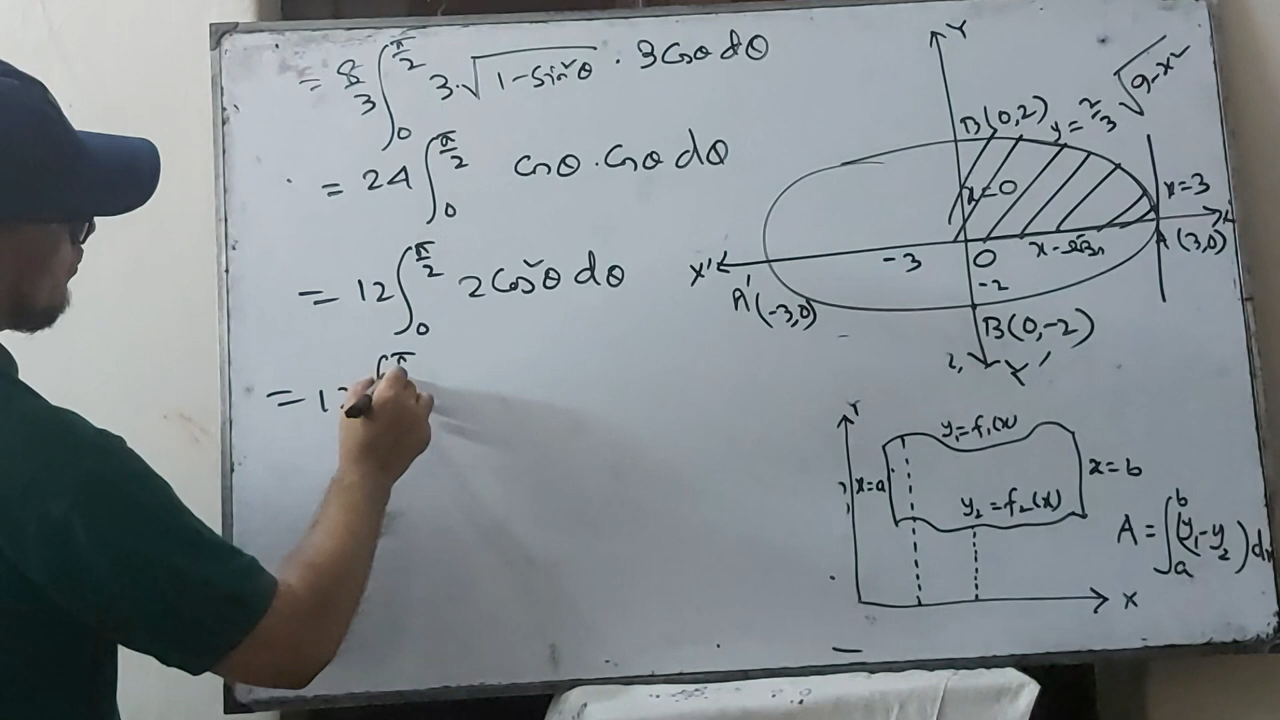 = 8/3 ∫₀^(π/2) 3·√(1-Sin²θ) · 3Cosθ dθ
= 24 ∫₀^(π/2) Cosθ · Cosθ dθ
= 12 ∫₀^(π/2) 2Cos²θ dθ
Y
√(9-x²)
B(0,2)
y = 2/3
x=0
x=3
A(3,0)
X'
-3
0
A'(-3,0)
-2
B(0,-2)
Y'
Y
y₁=f₁(x)
x=a
x=b
y₂=f₂(x)
A = ∫ₐᵇ (y₁-y₂) dx
X